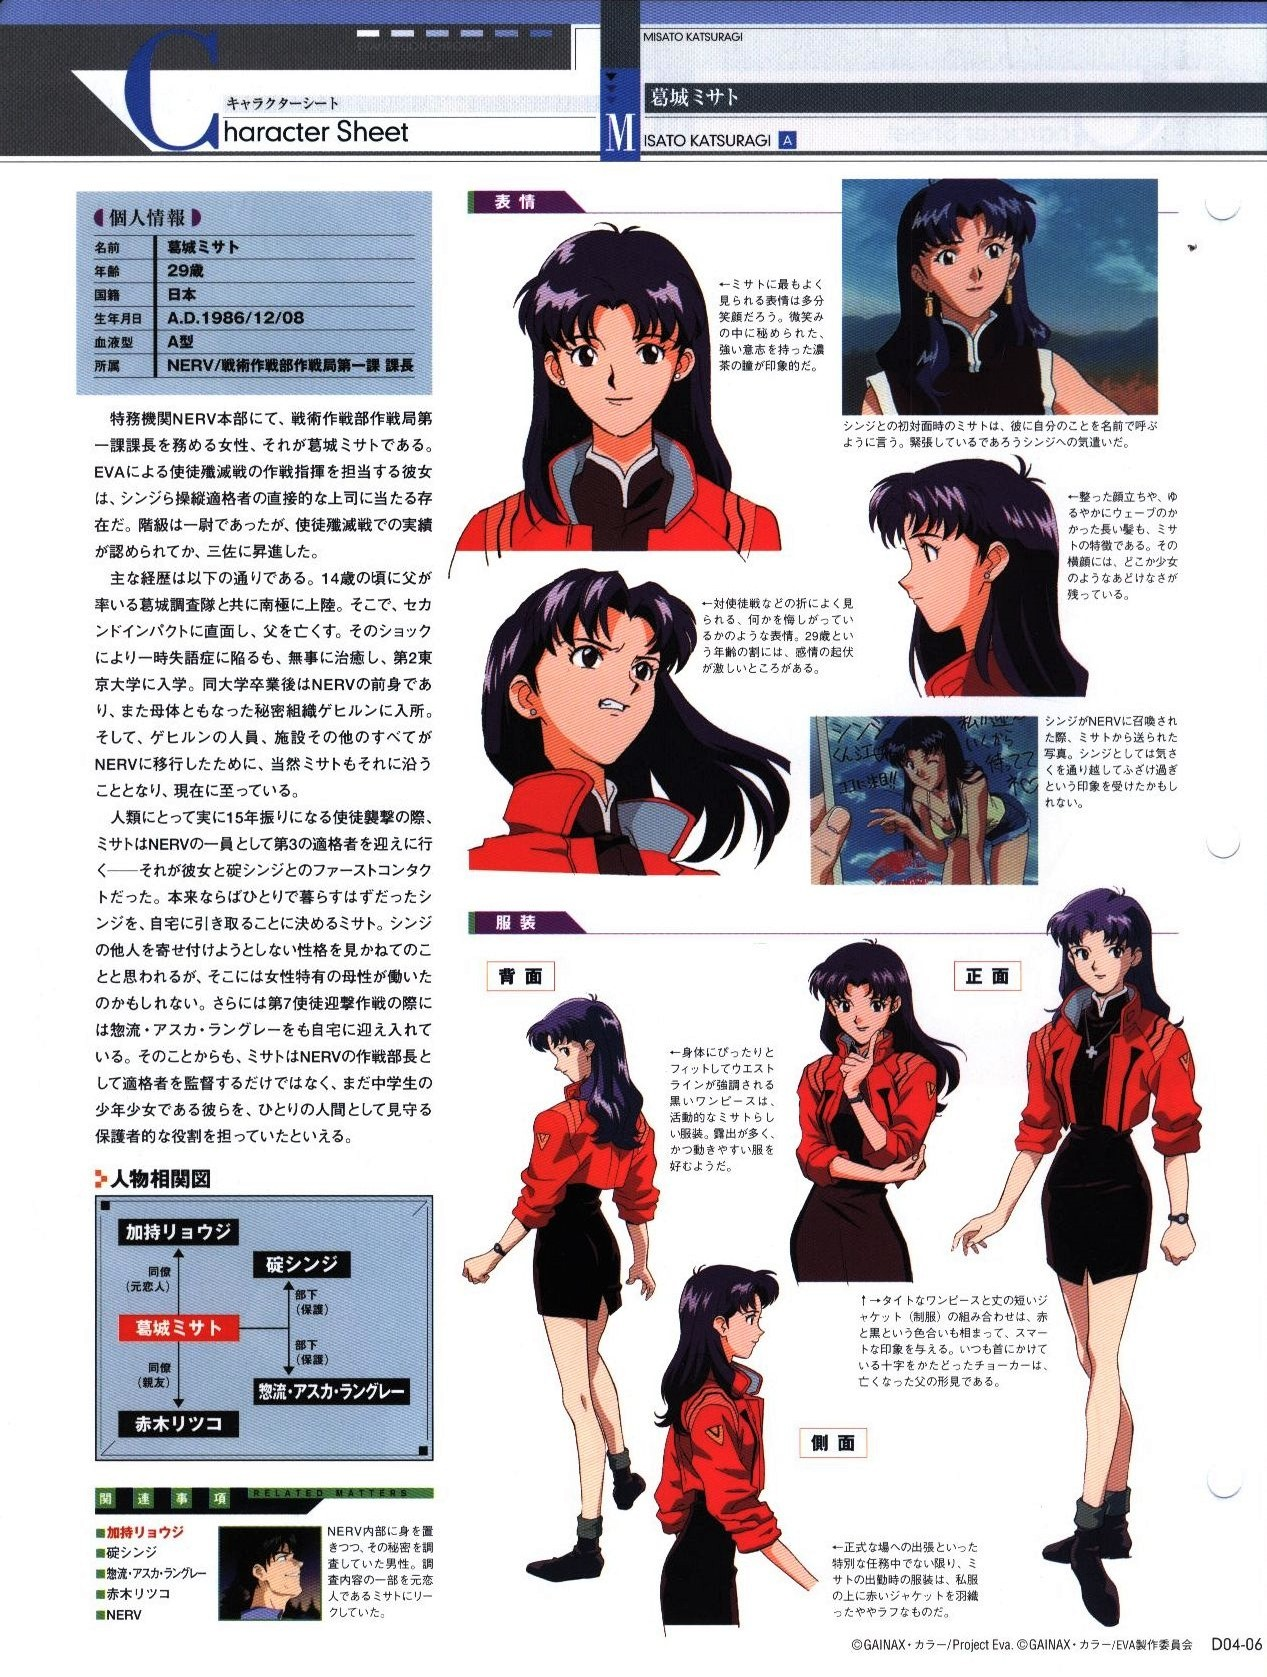 EVANGELION CHRONICLE
キャラクターシート
Character Sheet
MISATO KATSURAGI
葛城ミサト
MISATO KATSURAGI A
個人情報
名前 葛城ミサト
年齢 29歳
国籍 日本
生年月日 A.D.1986/12/08
血液型 A型
所属 NERV/戦術作戦部作戦局第一課 課長
特務機関NERV本部にて、戦術作戦部作戦局第
一課課長を務める女性、それが葛城ミサトである。
EVAによる使徒殲滅戦の作戦指揮を担当する彼女
は、シンジら操縦適格者の直接的な上司に当たる存
在だ。階級は一尉であったが、使徒殲滅戦での実績
が認められてか、三佐に昇進した。
主な経歴は以下の通りである。14歳の頃に父が
率いる葛城調査隊と共に南極に上陸。そこで、セカ
ンドインパクトに直面し、父を亡くす。そのショック
により一時失語症に陥るも、無事に治癒し、第2東
京大学に入学。同大学卒業後はNERVの前身であ
り、また母体ともなった秘密組織ゲヒルンに入所。
そして、ゲヒルンの人員、施設その他のすべてが
NERVに移行したために、当然ミサトもそれに沿う
こととなり、現在に至っている。
人類にとって実に15年振りになる使徒襲撃の際、
ミサトはNERVの一員として第3の適格者を迎えに行
く──それが彼女と碇シンジとのファーストコンタク
トだった。本来ならばひとりで暮らすはずだったシ
ンジを、自宅に引き取ることに決めるミサト。シンジ
の他人を寄せ付けようとしない性格を見かねてのこ
とと思われるが、そこには女性特有の母性が働いた
のかもしれない。さらには第7使徒迎撃作戦の際に
は惣流・アスカ・ラングレーをも自宅に迎え入れて
いる。そのことからも、ミサトはNERVの作戦部長と
して適格者を監督するだけではなく、まだ中学生の
少年少女である彼らを、ひとりの人間として見守る
保護者的な役割を担っていたといえる。
人物相関図
加持リョウジ
同僚
(元恋人)
碇シンジ
部下
(保護)
葛城ミサト
部下
(保護)
同僚
(親友)
惣流・アスカ・ラングレー
赤木リツコ
関連事項 RELATED MATTERS
■加持リョウジ
■碇シンジ
■惣流・アスカ・ラングレー
■赤木リツコ
■NERV
NERV内部に身を置
きつつ、その秘密を調
査していた男性。調
査内容の一部を元恋
人であるミサトにリー
クしていた。
表情
←ミサトに最もよく
見られる表情は多分
笑顔だろう。微笑み
の中に秘められた、
強い意志を持った濃
茶の瞳が印象的だ。
シンジとの初対面時のミサトは、彼に自分のことを名前で呼ぶ
ように言う。緊張しているであろうシンジへの気遣いだ。
←整った顔立ちや、ゆ
るやかにウェーブのか
かった長い髪も、ミサ
トの特徴である。その
横顔には、どこか少女
のようなあどけなさが
残っている。
←対使徒戦などの折によく見
られる、何かを悔しがってい
るかのような表情。29歳とい
う年齢の割には、感情の起伏
が激しいところがある。
シンジ
くん江
ココに注目!!
私が
いくから
待ってて
ネ♡
シンジがNERVに召喚され
た際、ミサトから送られた
写真。シンジとしては気さ
くを通り越してふざけ過ぎ
という印象を受けたかもし
れない。
服装
背面
正面
←身体にぴったりと
フィットしてウエスト
ラインが強調される
黒いワンピースは、
活動的なミサトらし
い服装。露出が多く、
かつ動きやすい服を
好むようだ。
↑→タイトなワンピースと丈の短いジ
ャケット（制服）の組み合わせは、赤
と黒という色合いも相まって、スマー
トな印象を与える。いつも首にかけて
いる十字をかたどったチョーカーは、
亡くなった父の形見である。
側面
←正式な場への出張といった
特別な任務中でない限り、ミ
サトの出勤時の服装は、私服
の上に赤いジャケットを羽織
ったややラフなものだ。
©GAINAX・カラー/Project Eva. ©GAINAX・カラー/EVA製作委員会 D04-06